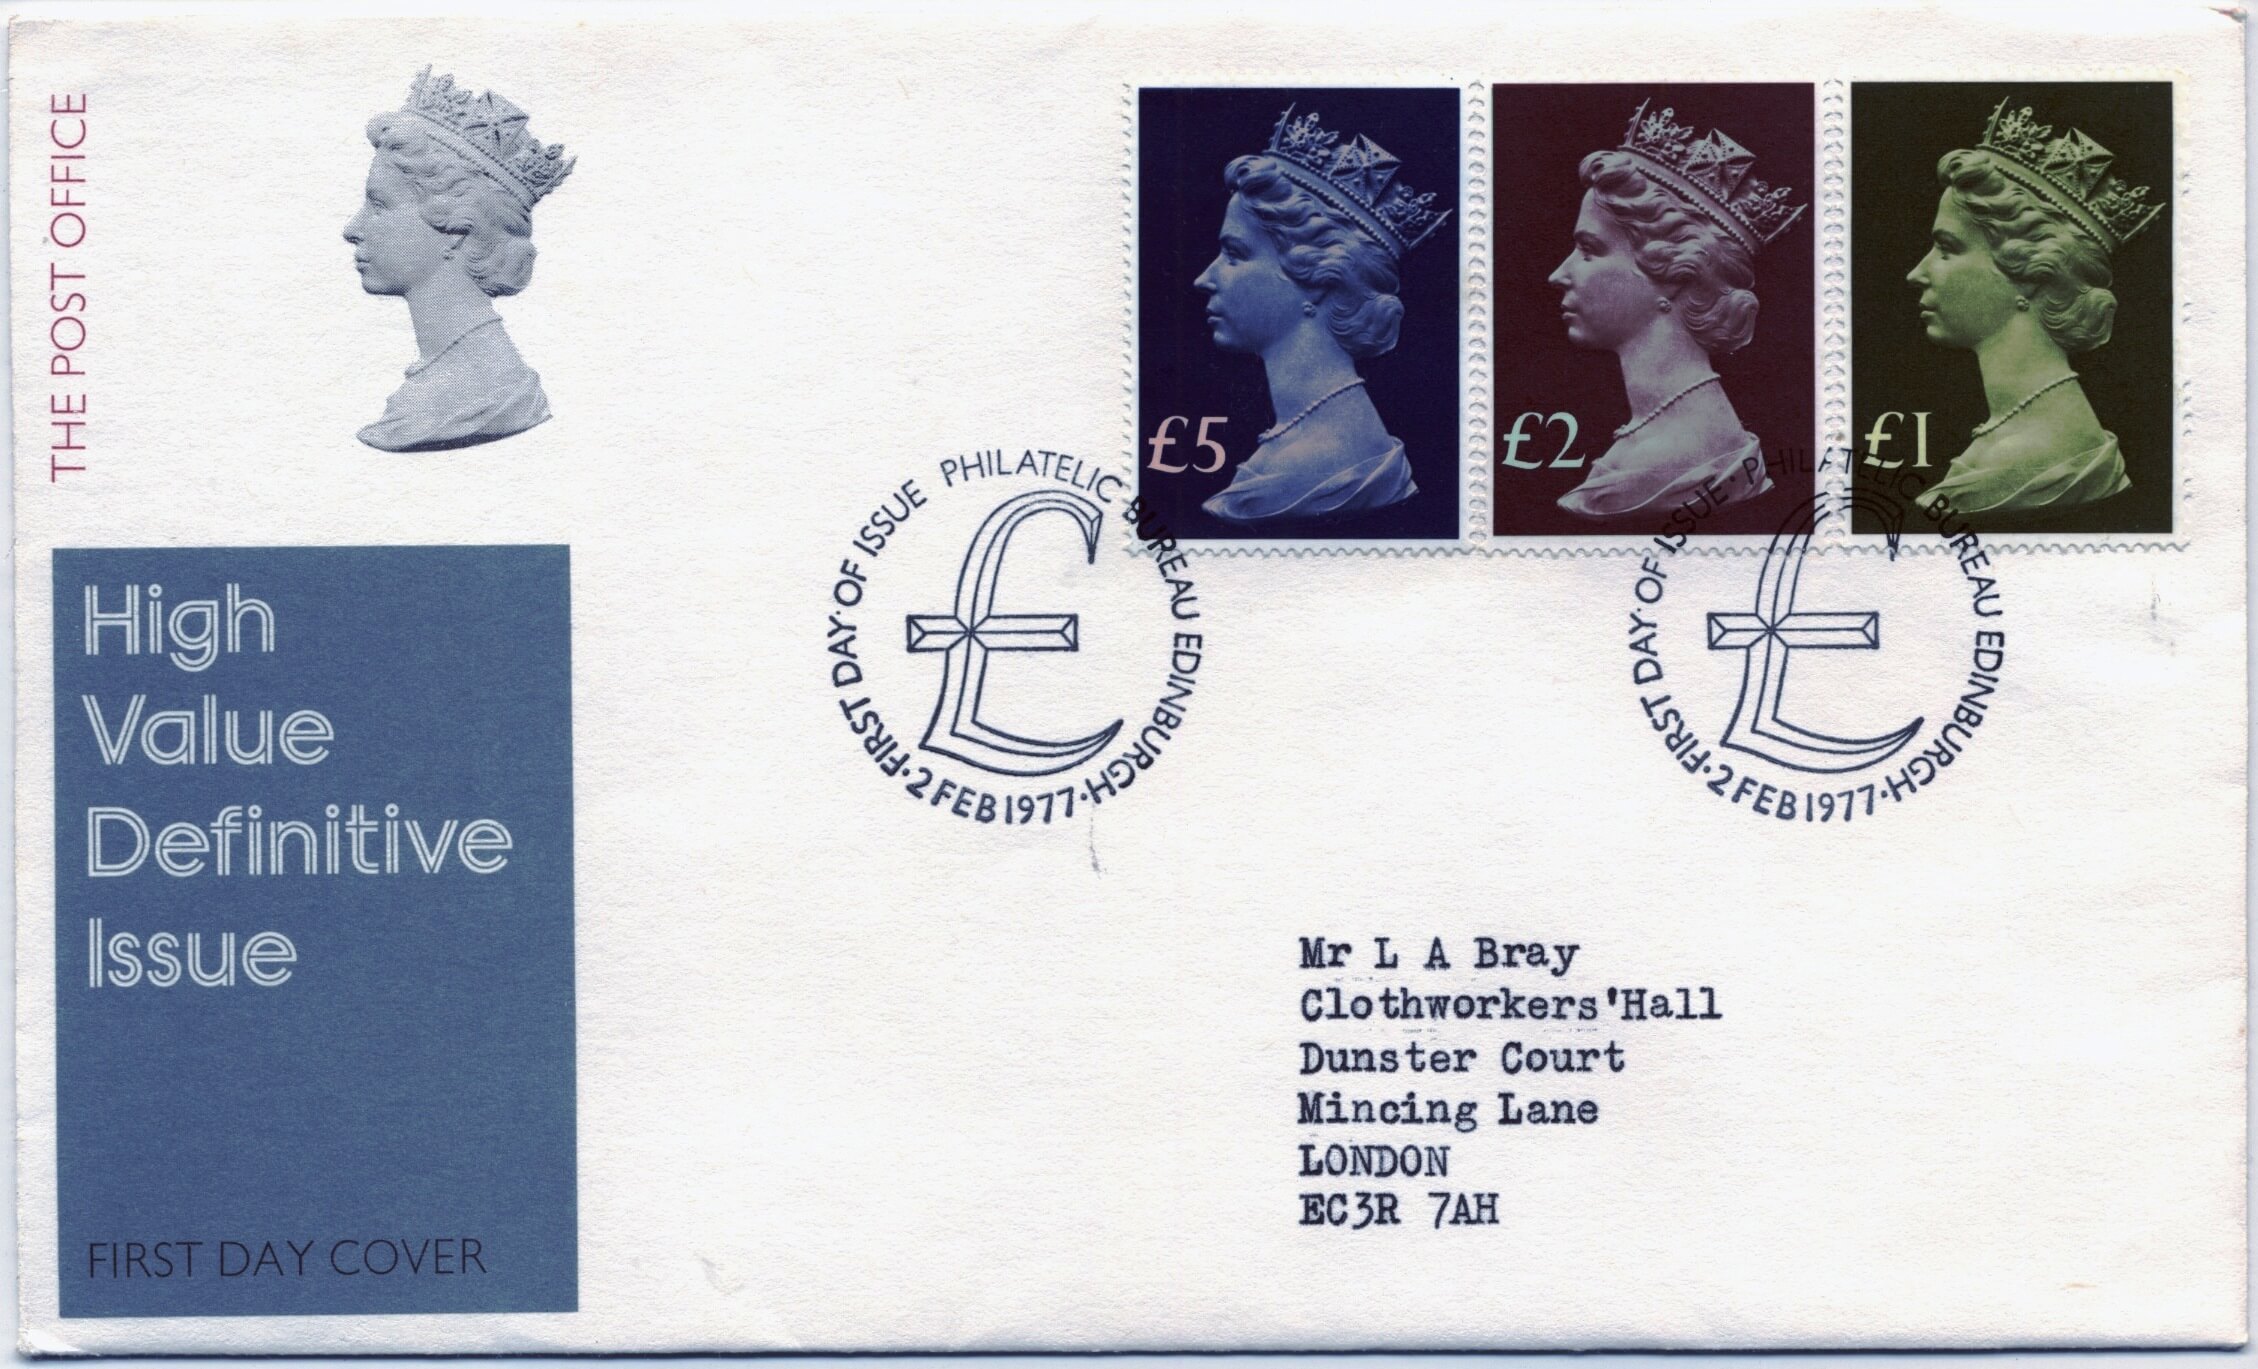 THE POST OFFICE
£5
£2
£1
FIRST DAY·OF ISSUE PHILATELIC BUREAU EDINBURGH·
·2 FEB 1977·
FIRST DAY·OF ISSUE·PHILATELIC BUREAU EDINBURGH·
·2 FEB 1977·
High
Value
Definitive
Issue
FIRST DAY COVER
Mr L A Bray
Clothworkers'Hall
Dunster Court
Mincing Lane
LONDON
EC3R 7AH